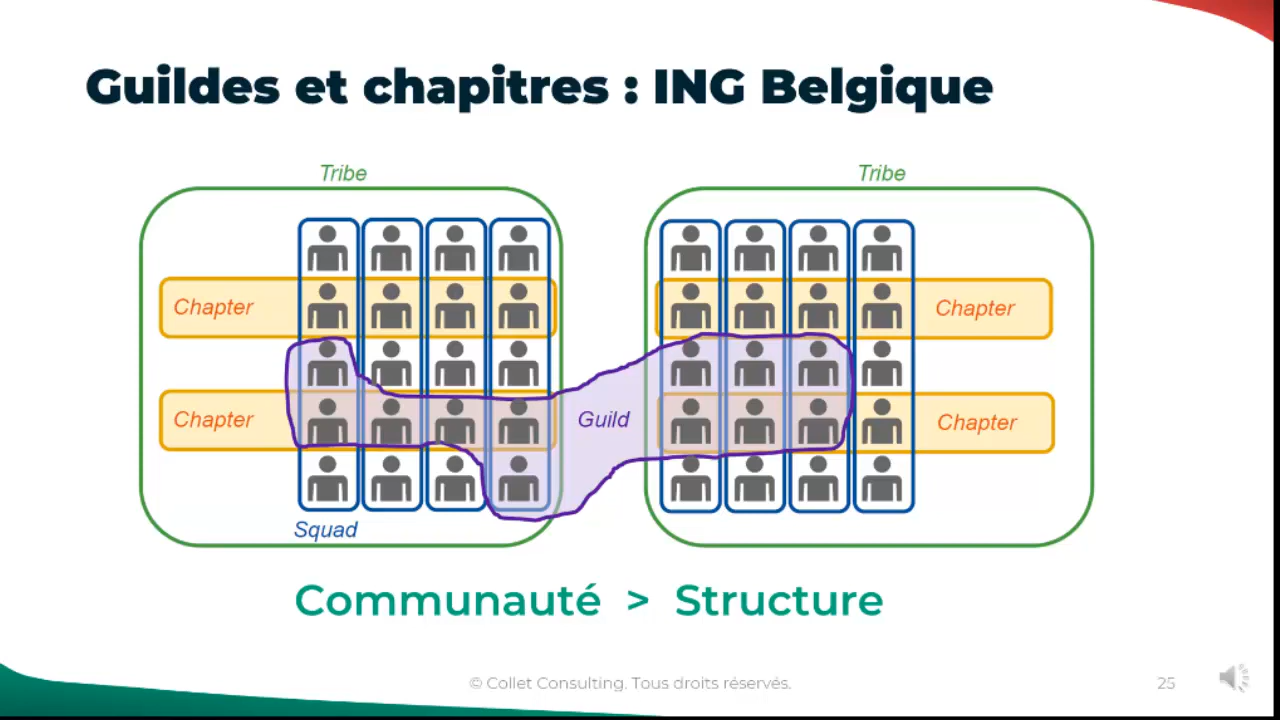 Guildes et chapitres : ING Belgique
Tribe
Tribe
Chapter
Chapter
Chapter
Guild
Chapter
Squad
Communauté > Structure
© Collet Consulting. Tous droits réservés.
25